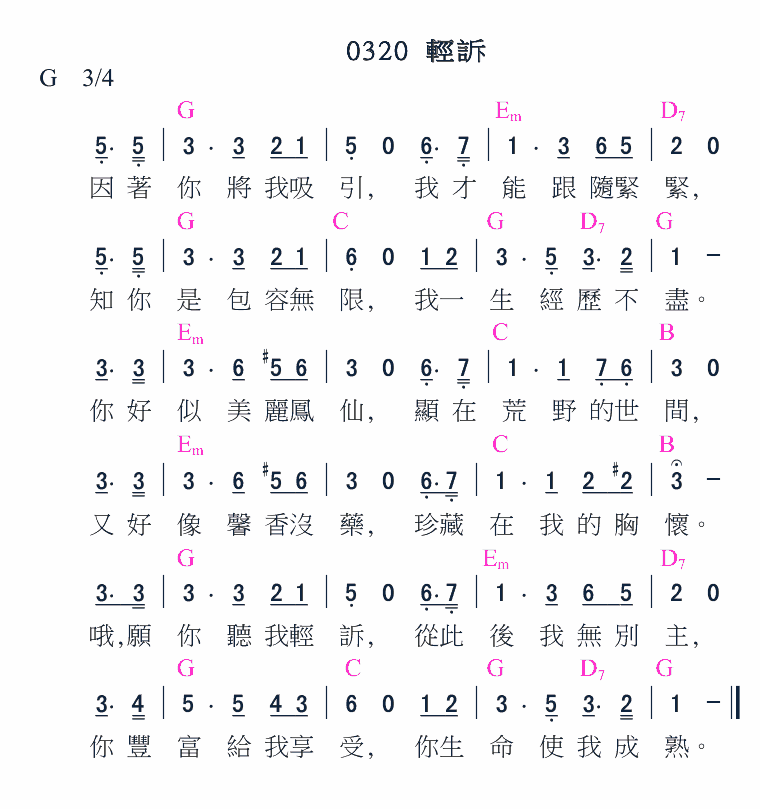 0320 輕訴
G 3/4
G Em D7
5· 5 | 3 · 3 2 1 | 5 0 6· 7 | 1 · 3 6 5 | 2 0
因著你將我吸引，我才能跟隨緊緊，
G C G D7 G
5· 5 | 3 · 3 2 1 | 6 0 1 2 | 3 · 5 3· 2 | 1 －
知你是包容無限，我一生經歷不盡。
Em C B
3· 3 | 3 · 6 #5 6 | 3 0 6· 7 | 1 · 1 7 6 | 3 0
你好似美麗鳳仙，顯在荒野的世間，
Em C B
3· 3 | 3 · 6 #5 6 | 3 0 6· 7 | 1 · 1 2 #2 | 3 －
又好像馨香沒藥，珍藏在我的胸懷。
G Em D7
3· 3 | 3 · 3 2 1 | 5 0 6· 7 | 1 · 3 6 5 | 2 0
哦,願你聽我輕訴，從此後我無別主，
G C G D7 G
3· 4 | 5 · 5 4 3 | 6 0 1 2 | 3 · 5 3· 2 | 1 － ‖
你豐富給我享受，你生命使我成熟。